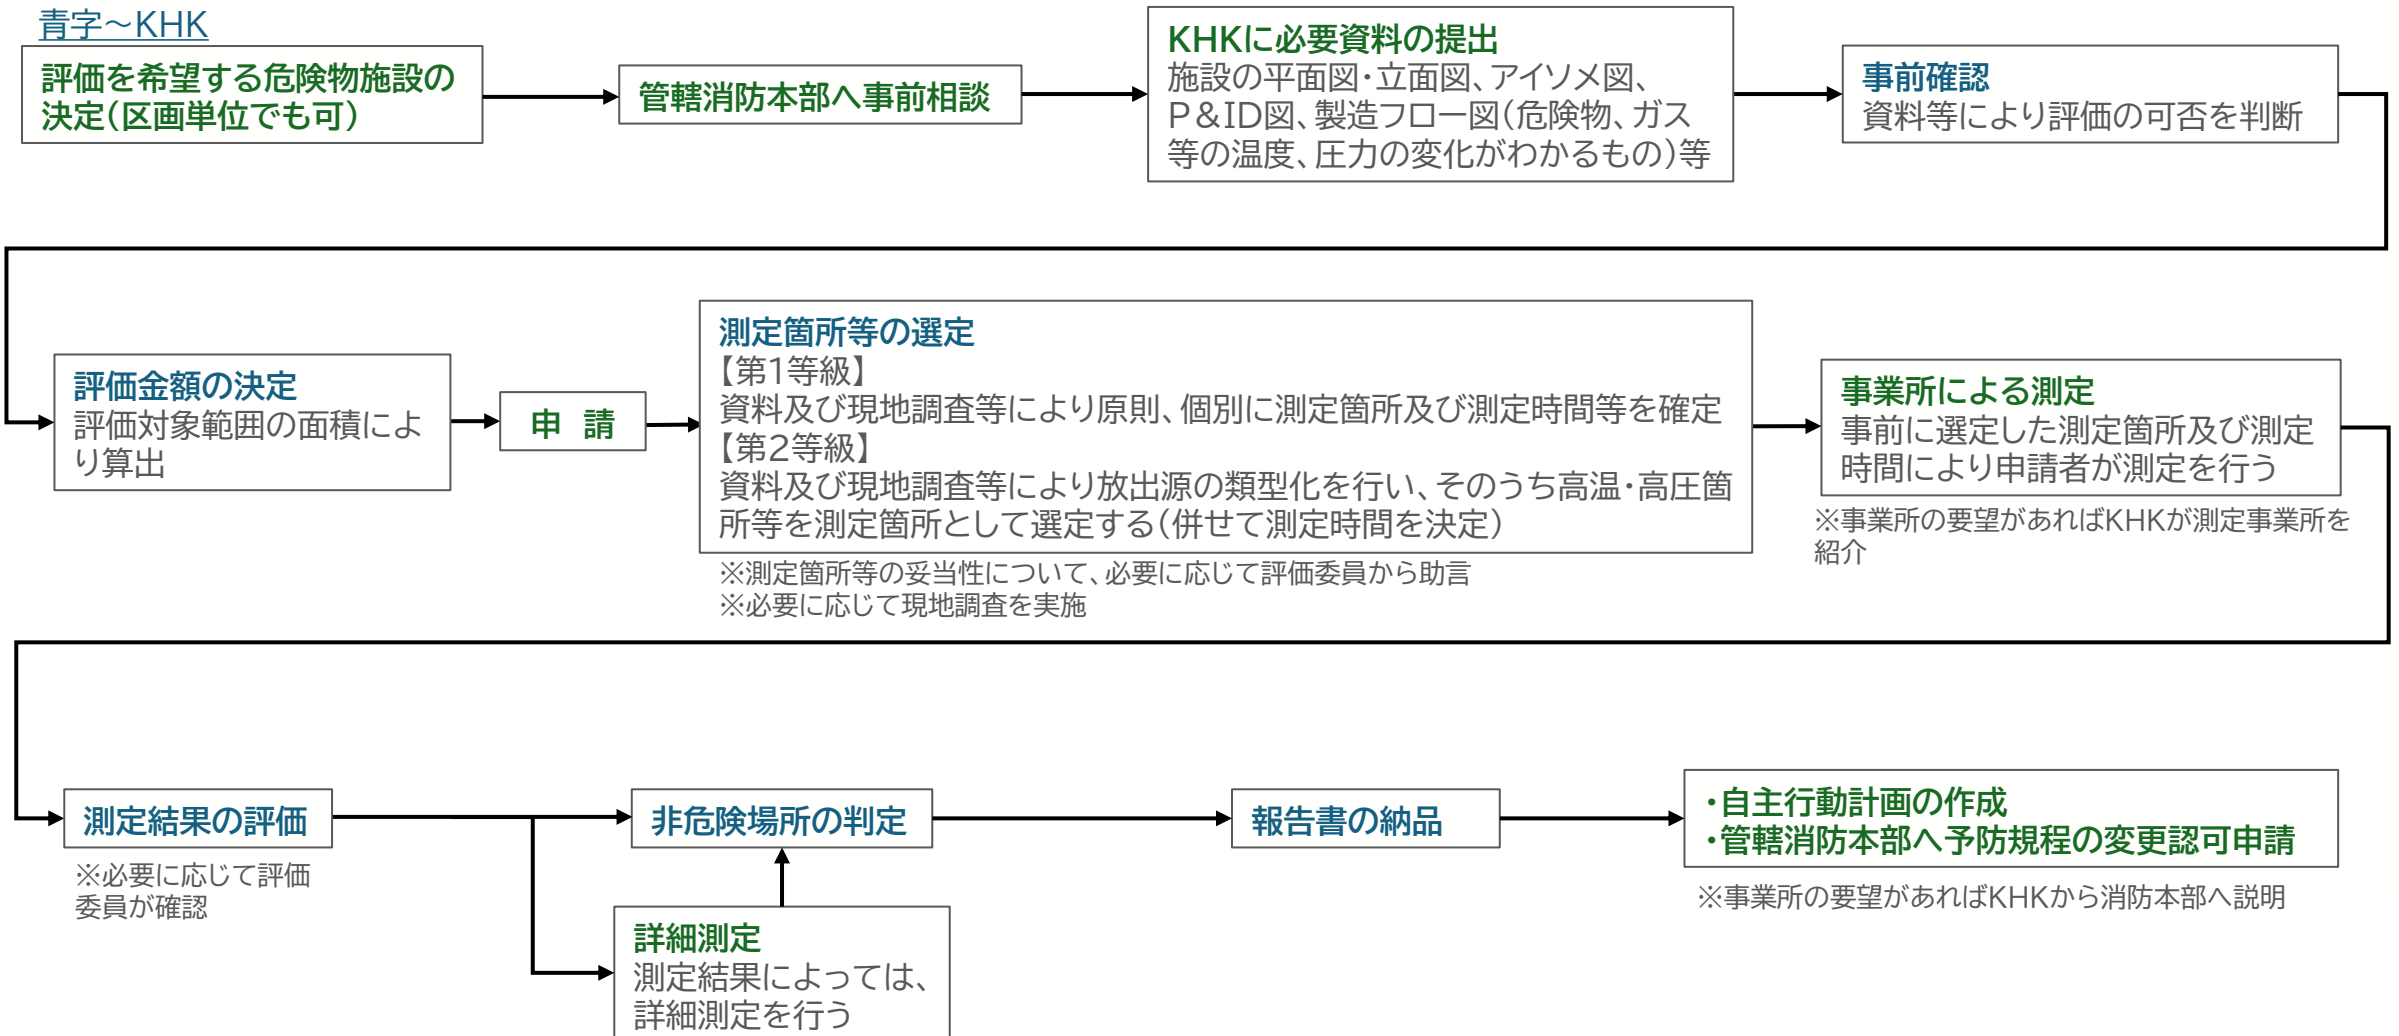 青字～KHK
評価を希望する危険物施設の
決定(区画単位でも可)
管轄消防本部へ事前相談
KHKに必要資料の提出
施設の平面図・立面図、アイソメ図、
P&ID図、製造フロー図(危険物、ガス
等の温度、圧力の変化がわかるもの)等
事前確認
資料等により評価の可否を判断
評価金額の決定
評価対象範囲の面積によ
り算出
申　請
測定箇所等の選定
【第1等級】
資料及び現地調査等により原則、個別に測定箇所及び測定時間等を確定
【第2等級】
資料及び現地調査等により放出源の類型化を行い、そのうち高温・高圧箇
所等を測定箇所として選定する(併せて測定時間を決定)
※測定箇所等の妥当性について、必要に応じて評価委員から助言
※必要に応じて現地調査を実施
事業所による測定
事前に選定した測定箇所及び測定
時間により申請者が測定を行う
※事業所の要望があればKHKが測定事業所を
紹介
測定結果の評価
※必要に応じて評価
委員が確認
非危険場所の判定
詳細測定
測定結果によっては、
詳細測定を行う
報告書の納品
・自主行動計画の作成
・管轄消防本部へ予防規程の変更認可申請
※事業所の要望があればKHKから消防本部へ説明